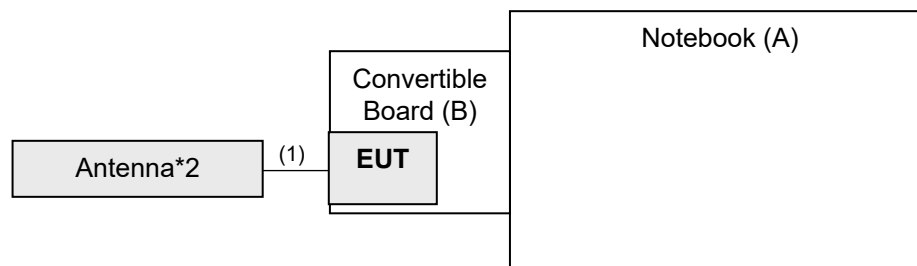 Notebook (A)
Convertible
Board (B)
EUT
Antenna*2
(1)